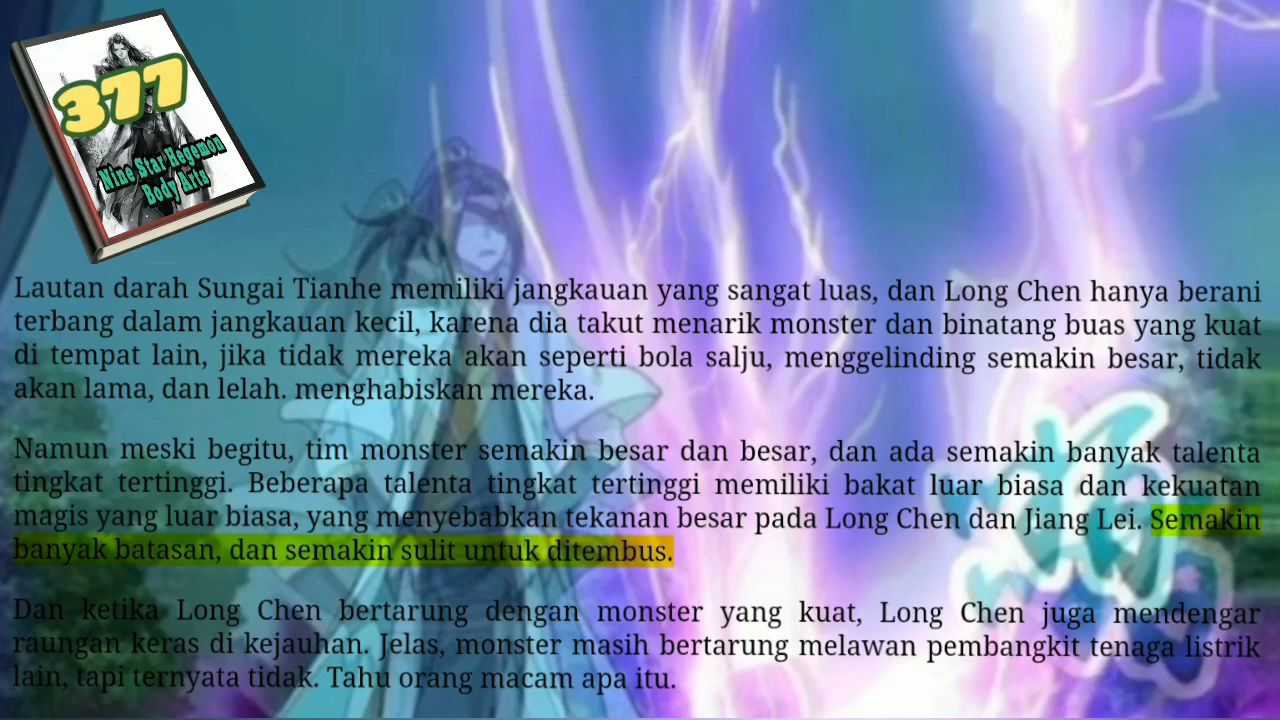 377
Nine Star Hegemon
Body Arts
Lautan darah Sungai Tianhe memiliki jangkauan yang sangat luas, dan Long Chen hanya berani
terbang dalam jangkauan kecil, karena dia takut menarik monster dan binatang buas yang kuat
di tempat lain, jika tidak mereka akan seperti bola salju, menggelinding semakin besar, tidak
akan lama, dan lelah. menghabiskan mereka.
Namun meski begitu, tim monster semakin besar dan besar, dan ada semakin banyak talenta
tingkat tertinggi. Beberapa talenta tingkat tertinggi memiliki bakat luar biasa dan kekuatan
magis yang luar biasa, yang menyebabkan tekanan besar pada Long Chen dan Jiang Lei. Semakin
banyak batasan, dan semakin sulit untuk ditembus.
Dan ketika Long Chen bertarung dengan monster yang kuat, Long Chen juga mendengar
raungan keras di kejauhan. Jelas, monster masih bertarung melawan pembangkit tenaga listrik
lain, tapi ternyata tidak. Tahu orang macam apa itu.